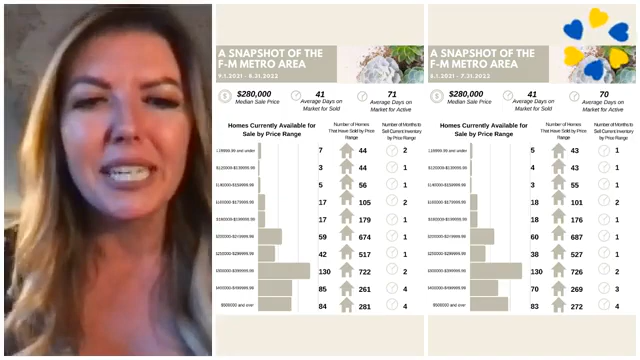 A SNAPSHOT OF THE
F-M METRO AREA
9.1.2021 - 8.31.2022
$280,000
Median Sale Price
41
Average Days on
Market for Sold
71
Average Days on
Market for Active
Homes Currently Available for
Sale by Price Range
Number of Homes
That Have Sold by Price
Range
Number of Months to
Sell Current Inventory
by Price Range
7 44 2
3 44 1
5 56 1
17 105 2
17 179 1
59 674 1
42 517 1
130 722 2
85 261 4
$500000 and over 84 281 4
A SNAPSHOT OF THE
F-M METRO AREA
8.1.2021 - 7.31.2022
$280,000
Median Sale Price
41
Average Days on
Market for Sold
70
Average Days on
Market for Active
Homes Currently Available for
Sale by Price Range
Number of Homes
That Have Sold by Price
Range
Number of Months to
Sell Current Inventory
by Price Range
5 43 1
4 43 1
3 55 1
18 101 2
18 176 1
60 687 1
38 527 1
130 726 2
70 269 3
$500000 and over 83 272 4